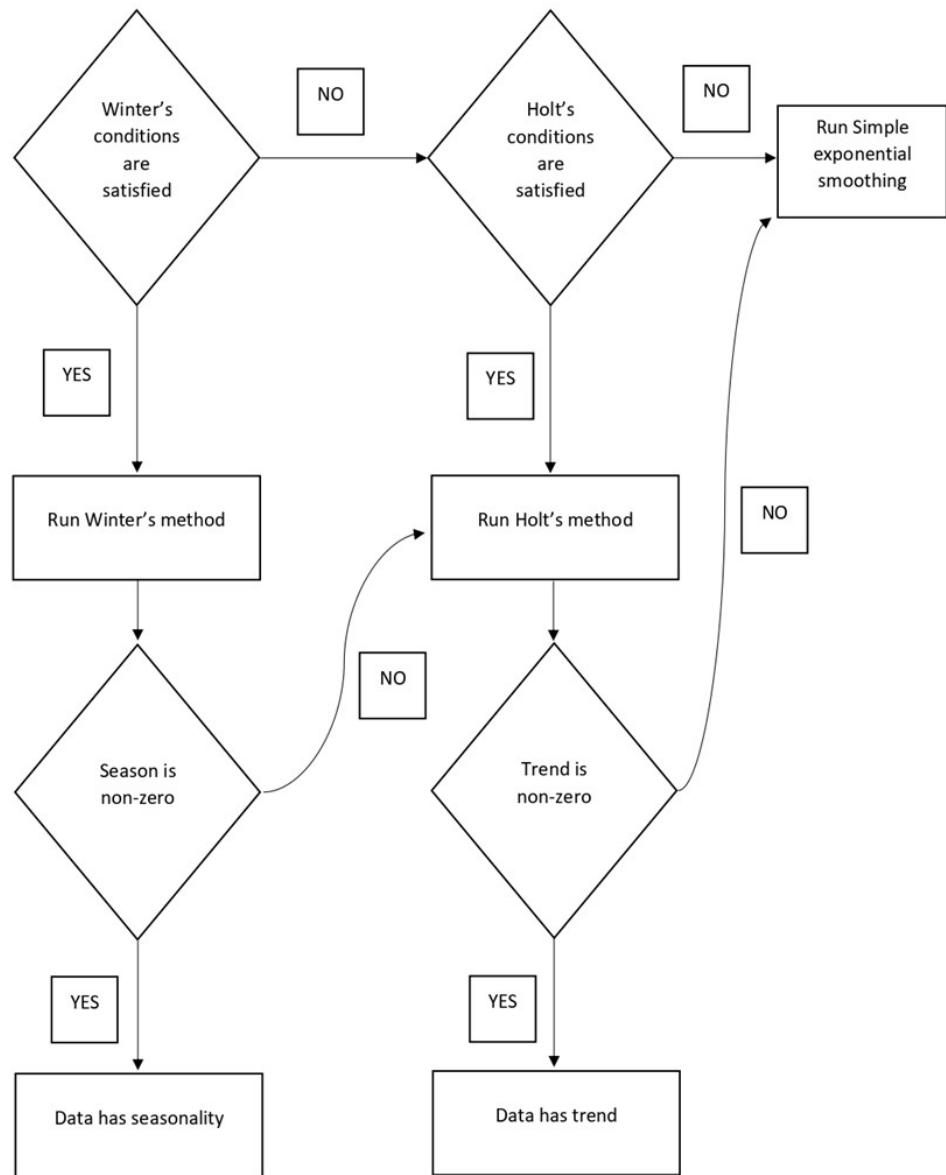 Winter’s
conditions
are
satisfied
NO
Holt’s
conditions
are
satisfied
NO
Run Simple
exponential
smoothing
YES
YES
Run Winter’s method
Run Holt’s method
NO
NO
Season is
non-zero
Trend is
non-zero
YES
YES
Data has seasonality
Data has trend